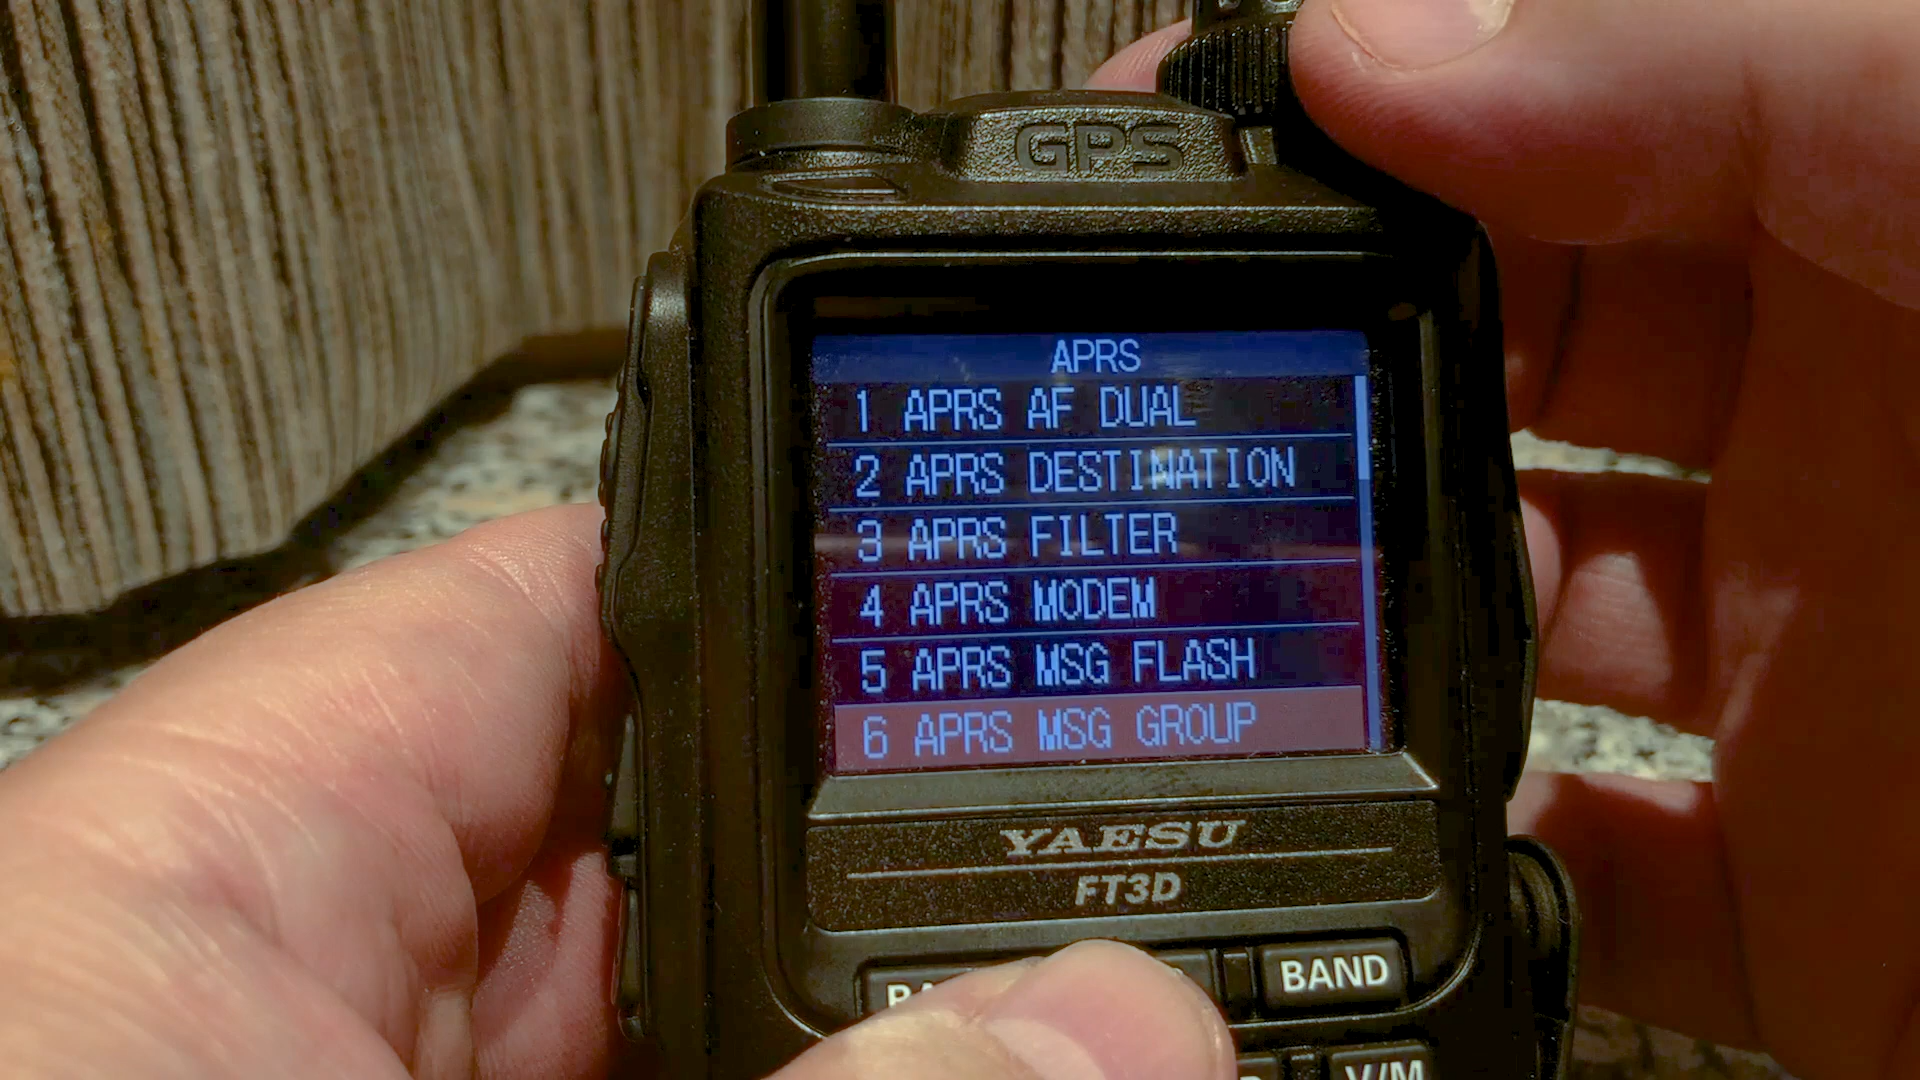 GPS
APRS
1 APRS AF DUAL
2 APRS DESTINATION
3 APRS FILTER
4 APRS MODEM
5 APRS MSG FLASH
6 APRS MSG GROUP
YAESU
FT3D
BAND
V/M